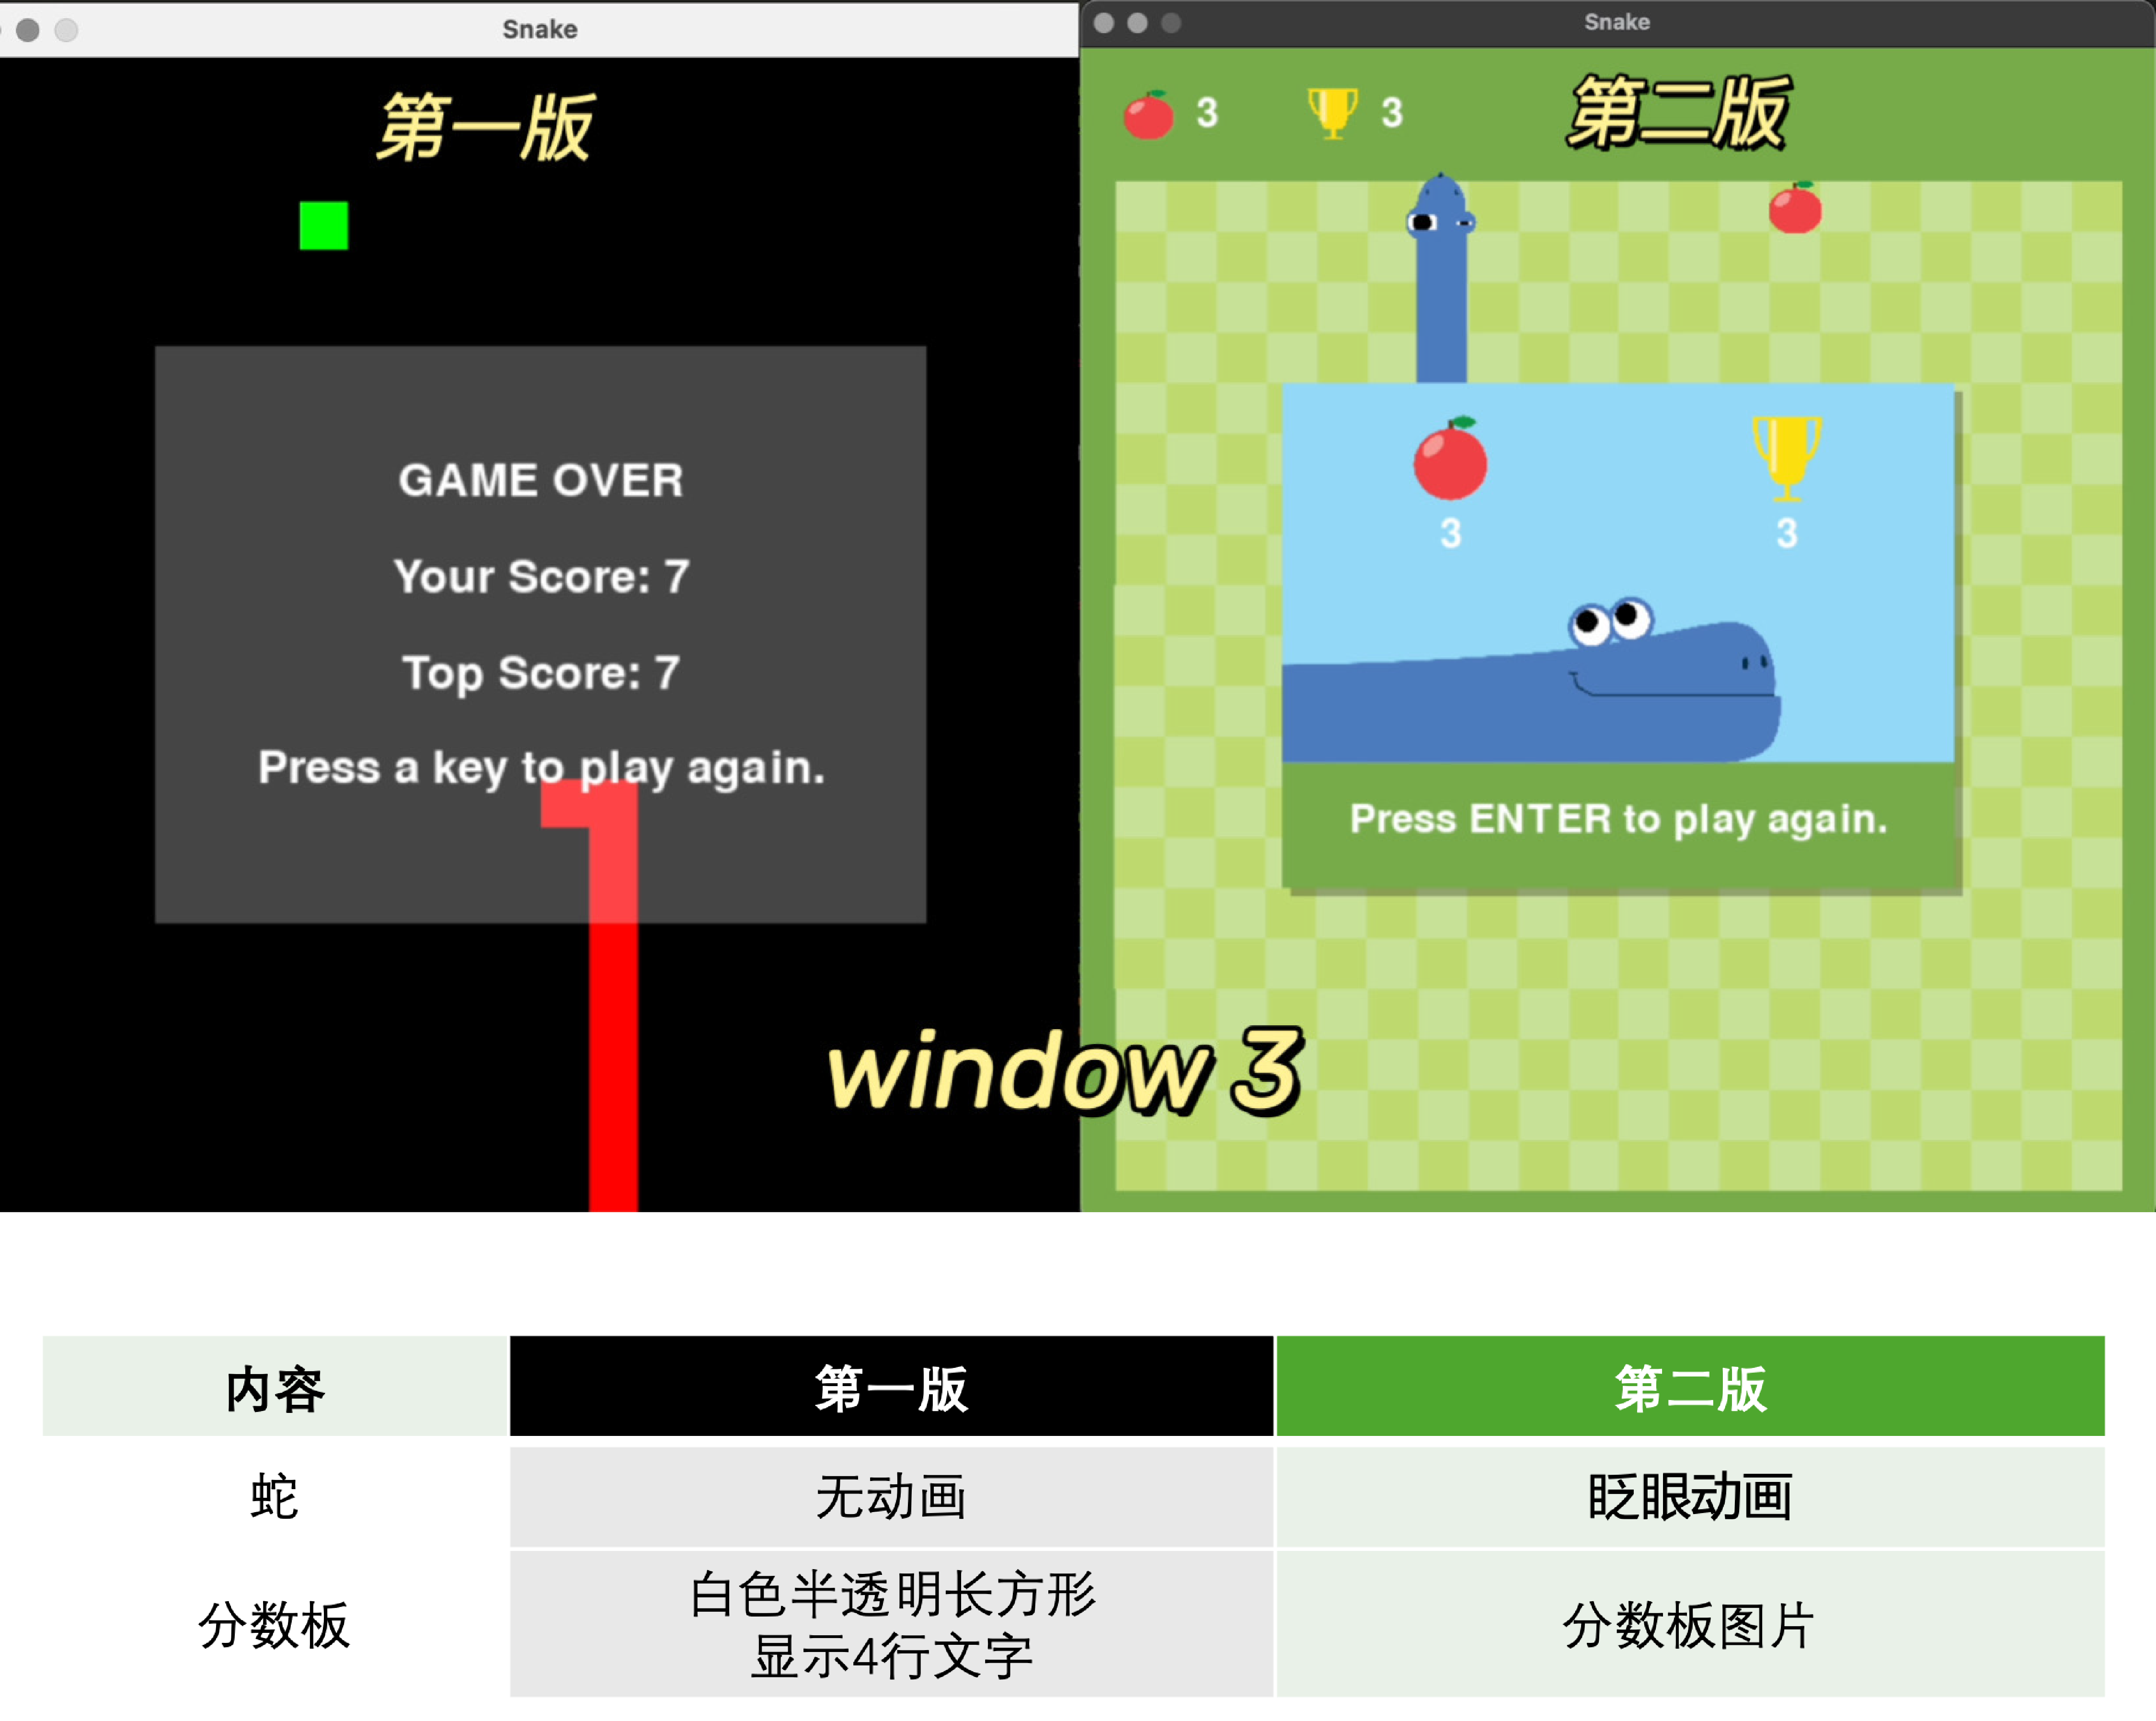 Snake
第一版
GAME OVER
Your Score: 7
Top Score: 7
Press a key to play again.
Snake
3
3
第二版
3
3
Press ENTER to play again.
window 3
内容
第一版
第二版
蛇
无动画
眨眼动画
分数板
白色半透明长方形
显示4行文字
分数板图片